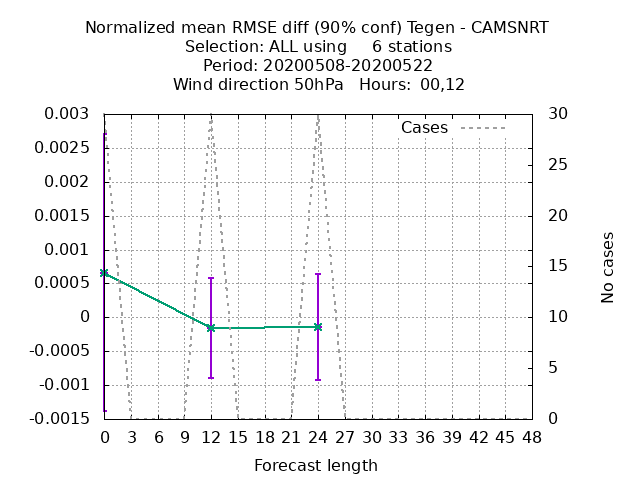 Normalized mean RMSE diff (90% conf) Tegen - CAMSNRT
Selection: ALL using 6 stations
Period: 20200508-20200522
Wind direction 50hPa Hours: 00,12
Cases
0.003
0.0025
0.002
0.0015
0.001
0.0005
0
-0.0005
-0.001
-0.0015
30
25
20
15
10
5
0
No cases
0 3 6 9 12 15 18 21 24 27 30 33 36 39 42 45 48
Forecast length